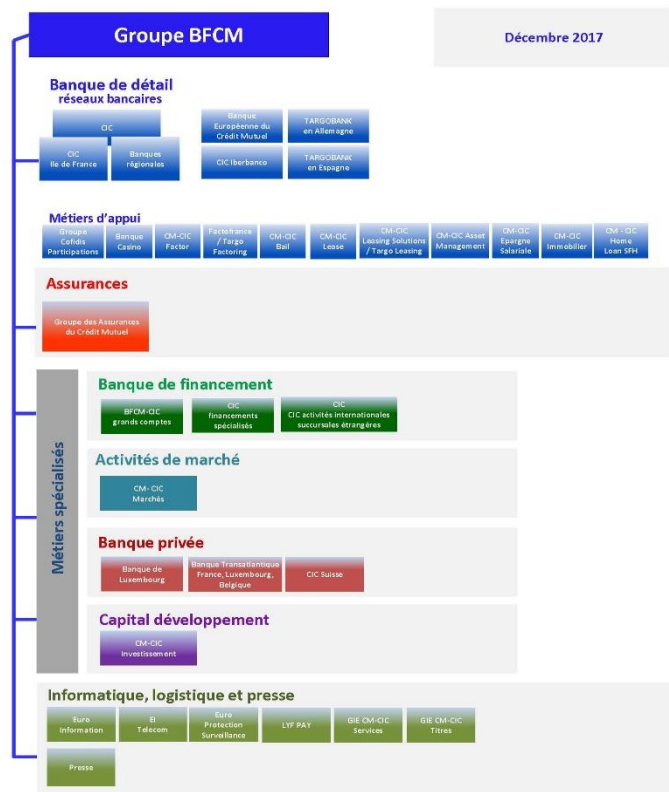 Groupe BFCM
Décembre 2017
Banque de détail
réseaux bancaires
CIC
CIC
Ile de France
Banques
régionales
Banque
Européenne du
Crédit Mutuel
TARGOBANK
en Allemagne
CIC Iberbanco
TARGOBANK
en Espagne
Métiers d'appui
Groupe
Cofidis
Participations
Banque
Casino
CM-CIC
Factor
Factofrance
/ Targo
Factoring
CM-CIC
Bail
CM-CIC
Lease
CM-CIC
Leasing Solutions
/ Targo Leasing
CM-CIC Asset
Management
CM-CIC
Epargne
Salariale
CM-CIC
Immobilier
CM - CIC
Home
Loan SFH
Assurances
Groupe des Assurances
du Crédit Mutuel
Métiers spécialisés
Banque de financement
BFCM-CIC
grands comptes
CIC
financements
spécialisés
CIC
CIC activités internationales
succursales étrangères
Activités de marché
CM- CIC
Marchés
Banque privée
Banque de
Luxembourg
Banque Transatlantique
France, Luxembourg,
Belgique
CIC Suisse
Capital développement
CM-CIC
Investissement
Informatique, logistique et presse
Euro
Information
EI
Telecom
Euro
Protection
Surveillance
LYF PAY
GIE CM-CIC
Services
GIE CM-CIC
Titres
Presse